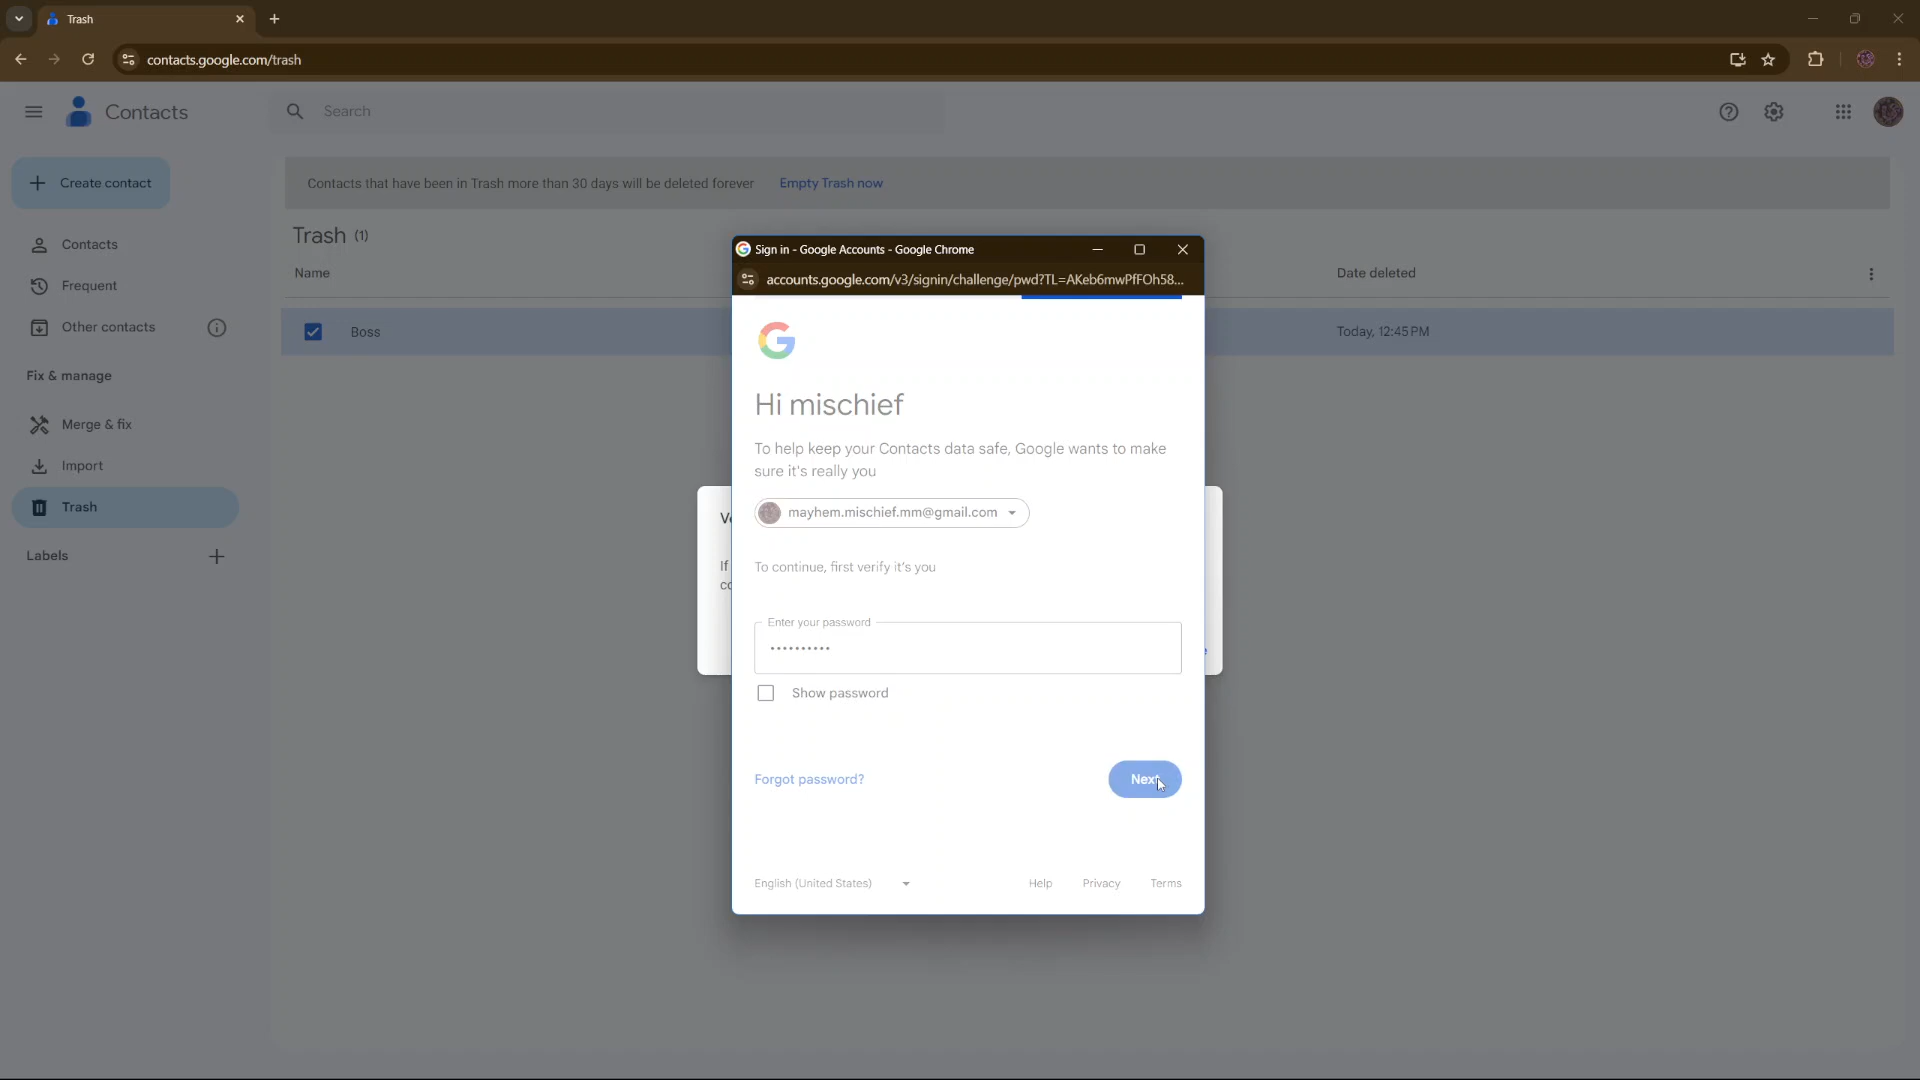 Trash
contacts.google.com/trash
Contacts
Search
Create contact
Contacts that have been in Trash more than 30 days will be deleted forever
Empty Trash now
Trash (1)
Name
Date deleted
Contacts
Frequent
Other contacts
Boss
Today, 12:45 PM
Fix & manage
Merge & fix
Import
Trash
Labels
Sign in - Google Accounts - Google Chrome
accounts.google.com/v3/signin/challenge/pwd?TL=AKeb6mwPfFOh58...
Hi mischief
To help keep your Contacts data safe, Google wants to make
sure it's really you
mayhem.mischief.mm@gmail.com
To continue, first verify it's you
If
Enter your password
••••••••••
Show password
Forgot password?
Next
English (United States)
Help
Privacy
Terms